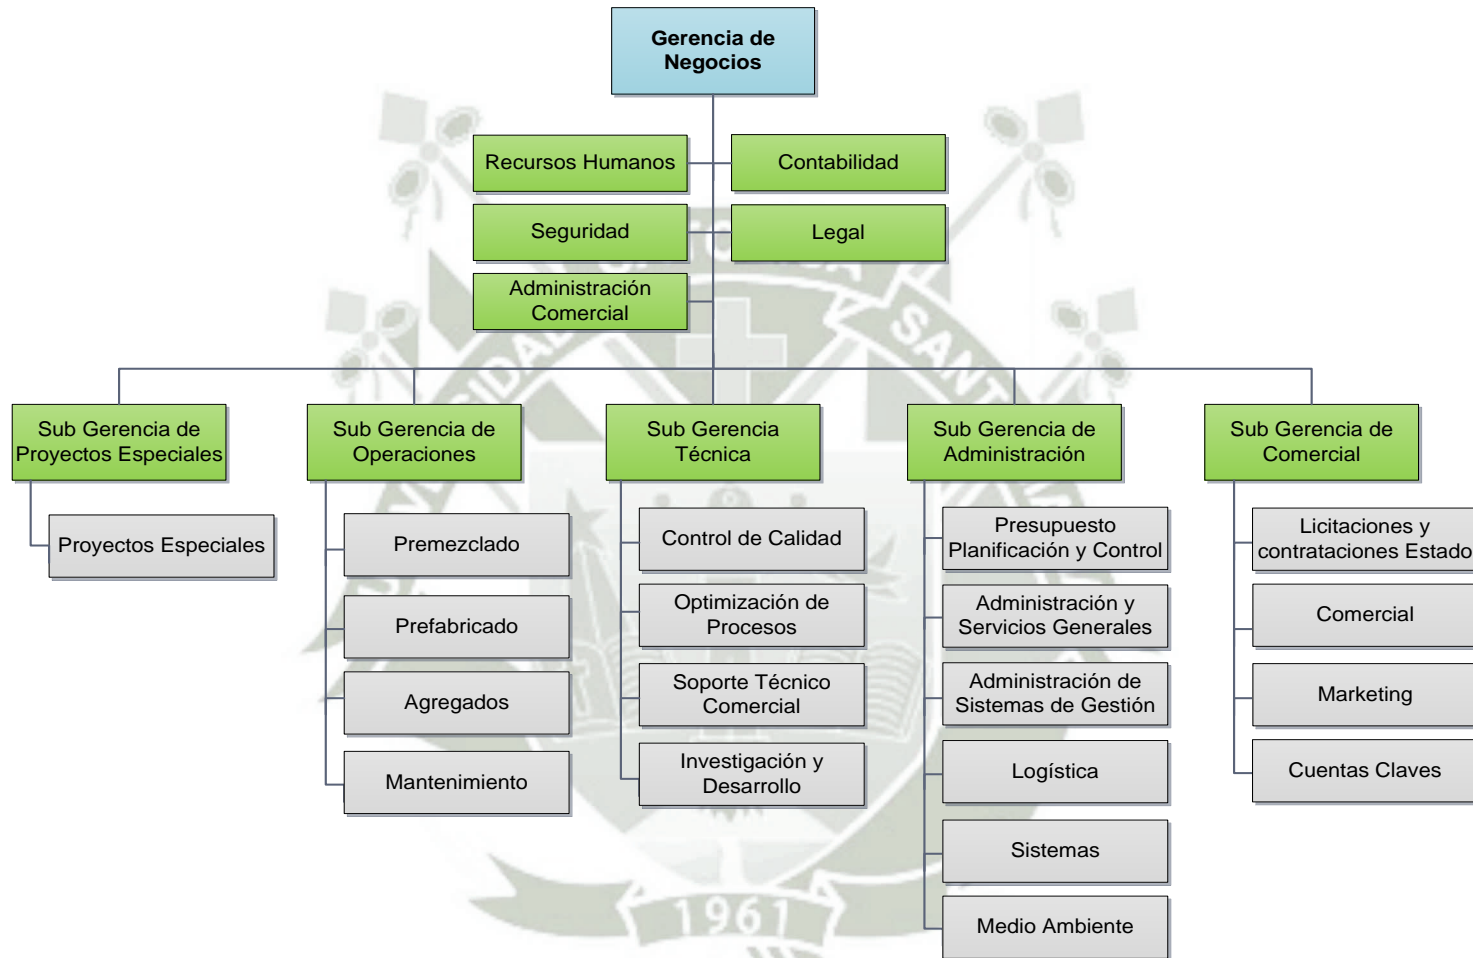 Gerencia de
Negocios
Recursos Humanos
Contabilidad
Seguridad
Legal
Administración
Comercial
Sub Gerencia de
Proyectos Especiales
Sub Gerencia de
Operaciones
Sub Gerencia
Técnica
Sub Gerencia de
Administración
Sub Gerencia de
Comercial
Proyectos Especiales
Premezclado
Prefabricado
Agregados
Mantenimiento
Control de Calidad
Optimización de
Procesos
Soporte Técnico
Comercial
Investigación y
Desarrollo
Presupuesto
Planificación y Control
Administración y
Servicios Generales
Administración de
Sistemas de Gestión
Logística
Sistemas
Medio Ambiente
Licitaciones y
contrataciones Estado
Comercial
Marketing
Cuentas Claves
1961